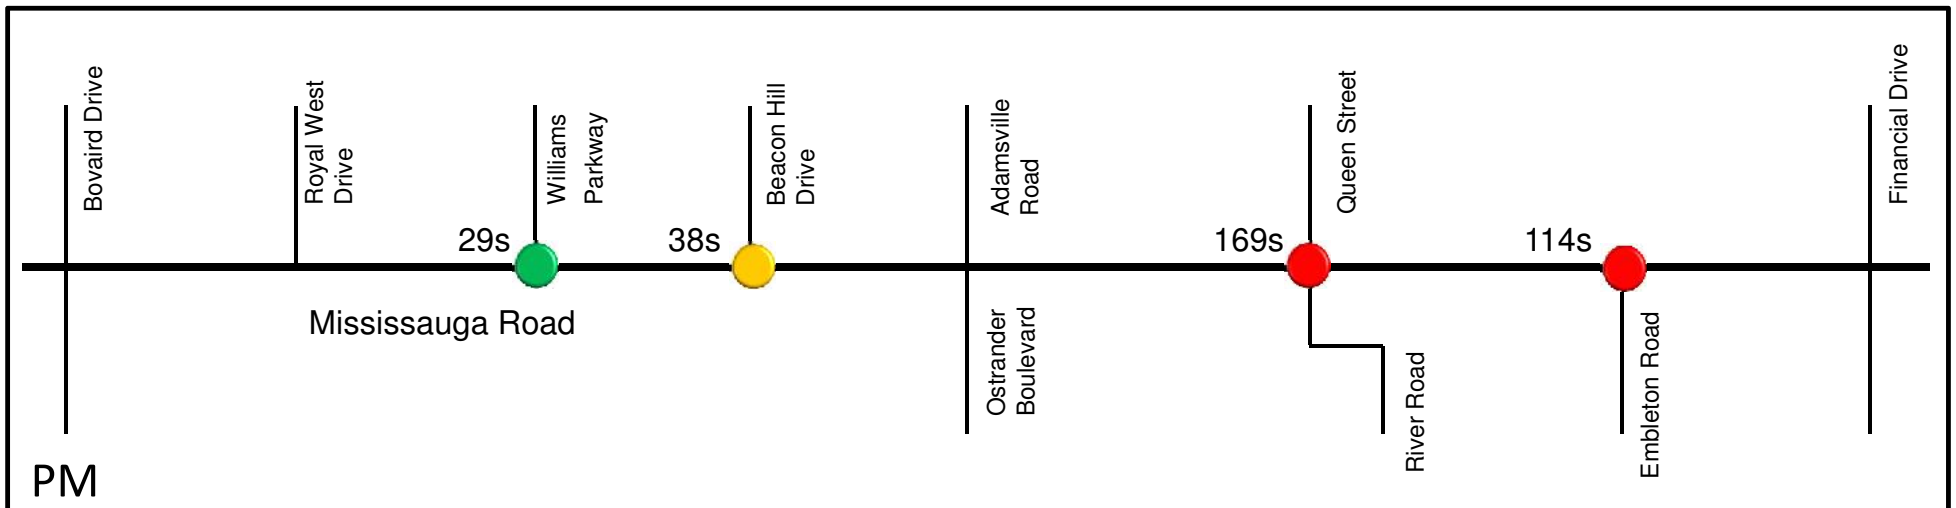 Bovaird Drive
Royal West
Drive
Williams
Parkway
Beacon Hill
Drive
Adamsville
Road
Queen Street
Financial Drive
29s
38s
169s
114s
Mississauga Road
Ostrander
Boulevard
River Road
Embleton Road
PM